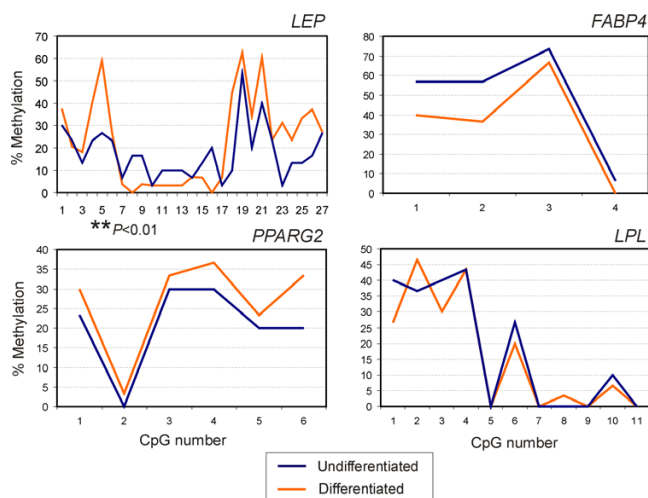 LEP
FABP4
% Methylation
70
60
50
40
30
20
10
0
1 3 5 7 9 11 13 15 17 19 21 23 25 27
80
70
60
50
40
30
20
10
0
1 2 3 4
**P<0.01
PPARG2
LPL
% Methylation
40
35
30
25
20
15
10
5
0
1 2 3 4 5 6
CpG number
50
45
40
35
30
25
20
15
10
5
0
1 2 3 4 5 6 7 8 9 10 11
CpG number
Undifferentiated
Differentiated